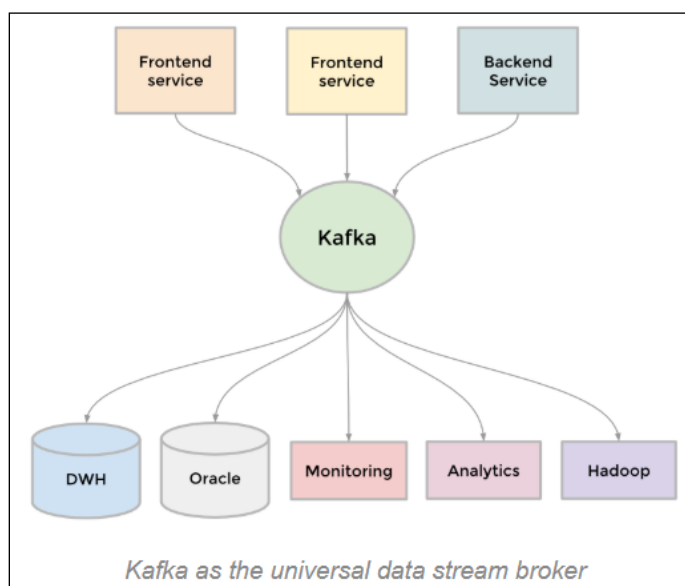 Frontend
service
Frontend
service
Backend
Service
Kafka
DWH
Oracle
Monitoring
Analytics
Hadoop
Kafka as the universal data stream broker